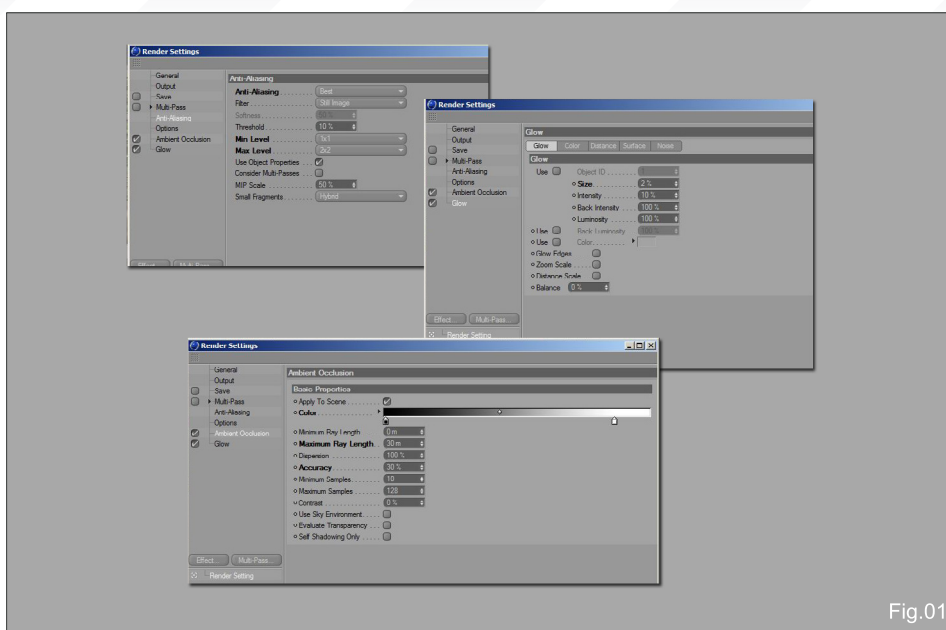 Render Settings
General
Output
Save
Multi-Pass
Anti-Aliasing
Options
Ambient Occlusion
Glow
Effect... Multi-Pass...
Anti-Aliasing
Anti-Aliasing Best
Filter Still Image
Softness
Threshold 10 %
Min Level 1x1
Max Level 2x2
Use Object Properties
Consider Multi-Passes
MIP Scale 50 %
Small Fragments Hybrid
Render Settings
General
Output
Save
Multi-Pass
Anti-Aliasing
Options
Ambient Occlusion
Glow
Effect... Multi-Pass...
Render Setting
Glow
Glow Color Distance Surface Noise
Glow
Use Object ID 1
Size 2 %
Intensity 10 %
Back Intensity 100 %
Luminosity 100 %
Use Back Luminosity 100 %
Use Color
Glow Edges
Zoom Scale
Distance Scale
Balance 0 %
Render Settings
General
Output
Save
Multi-Pass
Anti-Aliasing
Options
Ambient Occlusion
Glow
Effect... Multi-Pass...
Render Setting
Ambient Occlusion
Basic Properties
Apply To Scene
Color
Minimum Ray Length 0 m
Maximum Ray Length 30 m
Dispersion 100 %
Accuracy 30 %
Minimum Samples 10
Maximum Samples 128
Contrast 0 %
Use Sky Environment
Evaluate Transparency
Self Shadowing Only
Fig.01